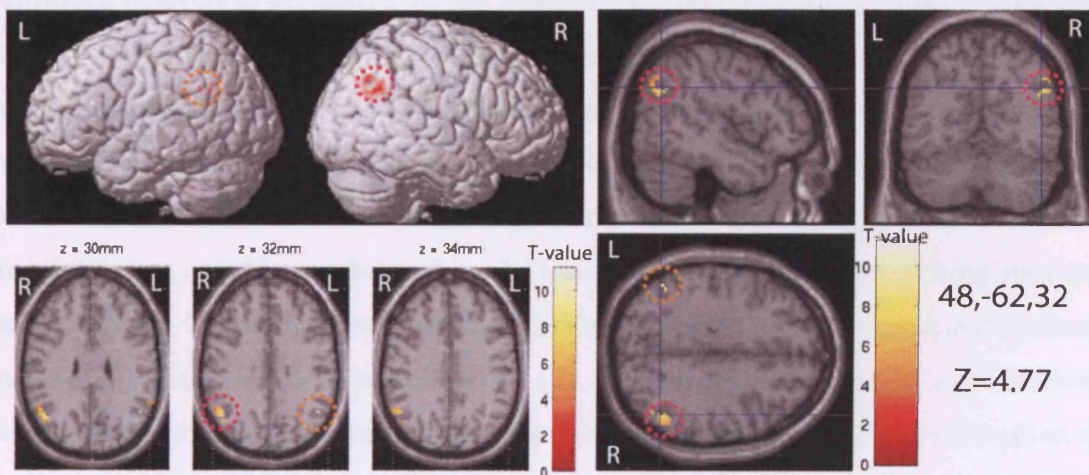 L
R
L
R
z = 30mm
z = 32mm
z = 34mm
T-value
R
L
R
L
R
L
10
8
6
4
2
0
L
R
T-value
10
8
6
4
2
0
48,-62,32
Z=4.77